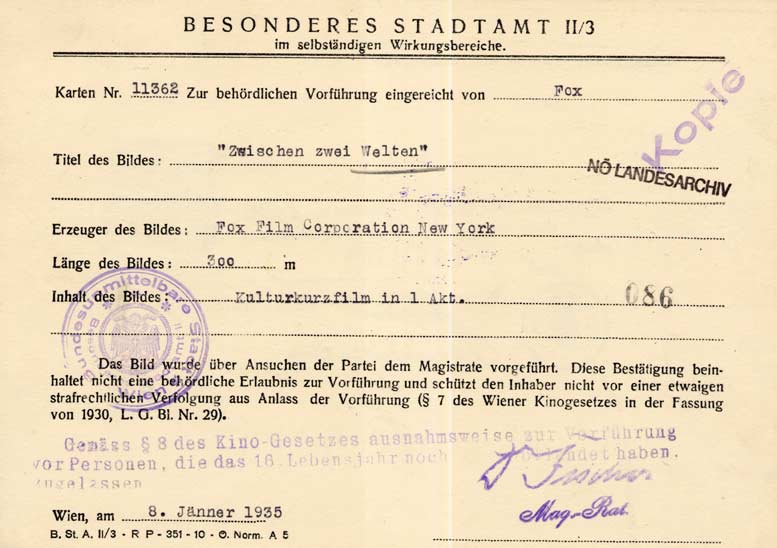 BESONDERES STADTAMT II/3
im selbständigen Wirkungsbereiche.
Karten Nr. 11362 Zur behördlichen Vorführung eingereicht von Fox
Kopie
Titel des Bildes: "Zwischen zwei Welten"
NÖ LANDESARCHIV
Erzeuger des Bildes: Fox Film Corporation New York
Länge des Bildes: 300 m
Inhalt des Bildes: Kulturkurzfilm in 1 Akt. 086
Bundesunmittelbare Stadt Wien
Das Bild wurde über Ansuchen der Partei dem Magistrate vorgeführt. Diese Bestätigung bein-
haltet nicht eine behördliche Erlaubnis zur Vorführung und schützt den Inhaber nicht vor einer etwaigen
strafrechtlichen Verfolgung aus Anlass der Vorführung (§ 7 des Wiener Kinogesetzes in der Fassung
von 1930, L. G. Bl. Nr. 29).
Gemäss § 8 des Kino-Gesetzes ausnahmsweise zur Vorführung
vor Personen, die das 16. Lebensjahr noch haben,
zugelassen
Mag.-Rat.
Wien, am 8. Jänner 1935
B. St. A. II/3 - R P - 351 - 10 - Ö. Norm. A 5